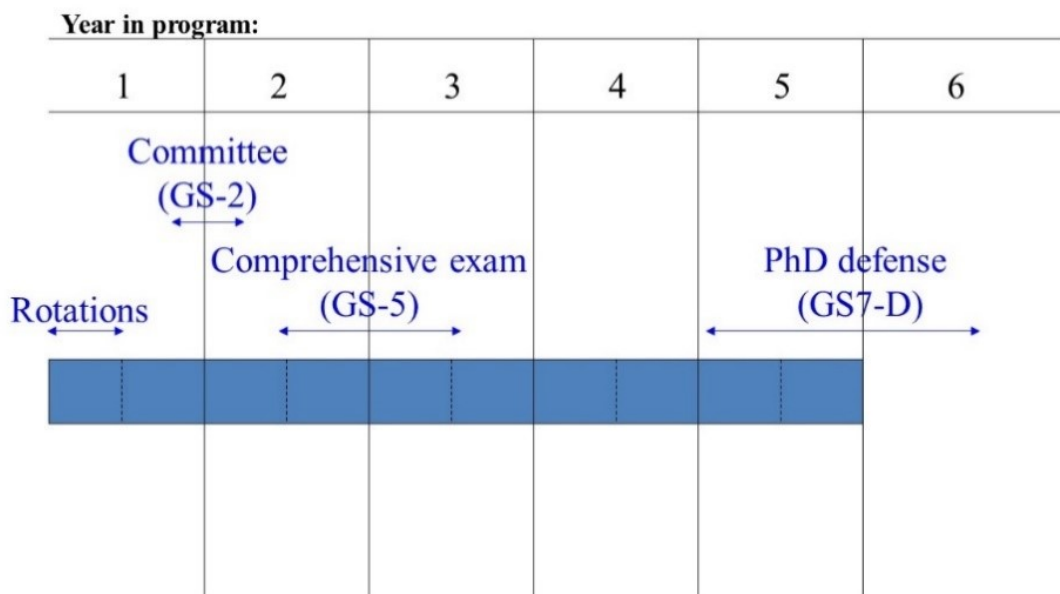 Year in program:
1 2 3 4 5 6
Committee
(GS-2)
Comprehensive exam
(GS-5)
PhD defense
(GS7-D)
Rotations